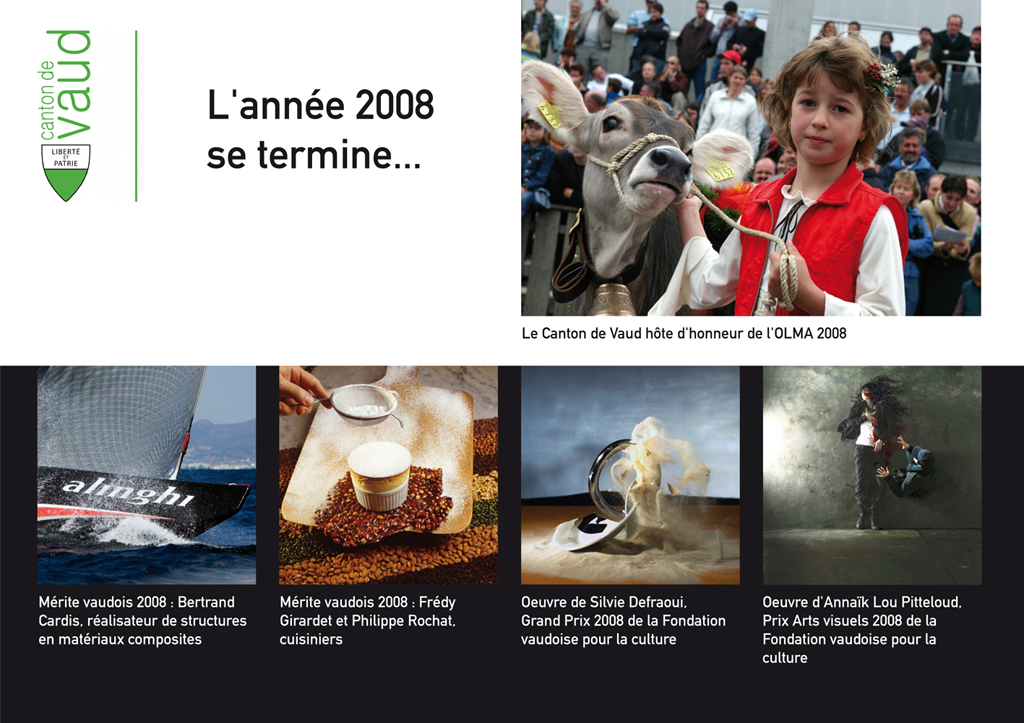 canton de
vaud
LIBERTÉ
ET
PATRIE
L'année 2008
se termine...
Le Canton de Vaud hôte d'honneur de l'OLMA 2008
alinghi
Mérite vaudois 2008 : Bertrand
Cardis, réalisateur de structures
en matériaux composites
Mérite vaudois 2008 : Frédy
Girardet et Philippe Rochat,
cuisiniers
Oeuvre de Silvie Defraoui,
Grand Prix 2008 de la Fondation
vaudoise pour la culture
Oeuvre d'Annaïk Lou Pitteloud,
Prix Arts visuels 2008 de la
Fondation vaudoise pour la
culture